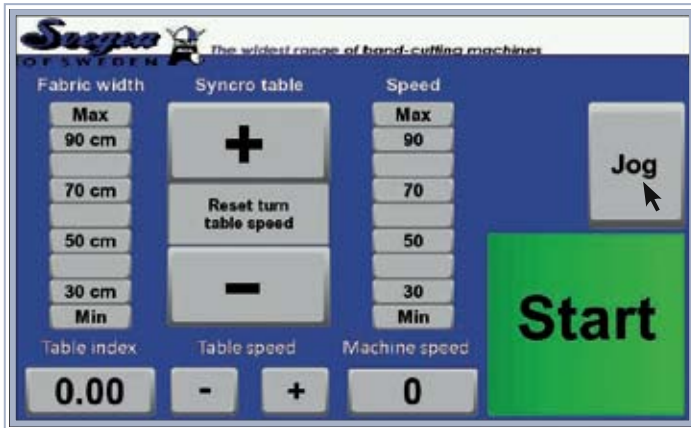 Svegea
OF SWEDEN
The widest range of band-cutting machines
Fabric width
Max
90 cm
70 cm
50 cm
30 cm
Min
Table index
0.00
Syncro table
+
Reset turn
table speed
-
Table speed
- +
Speed
Max
90
70
50
30
Min
Machine speed
0
Jog
Start